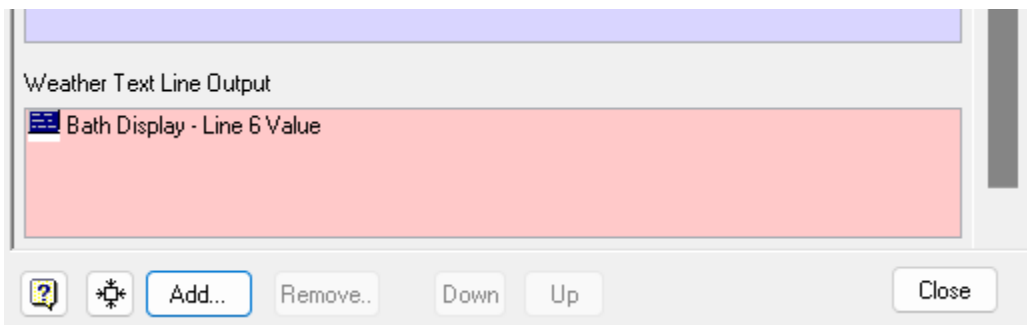 Weather Text Line Output
Bath Display - Line 6 Value
?
Add...
Remove..
Down
Up
Close